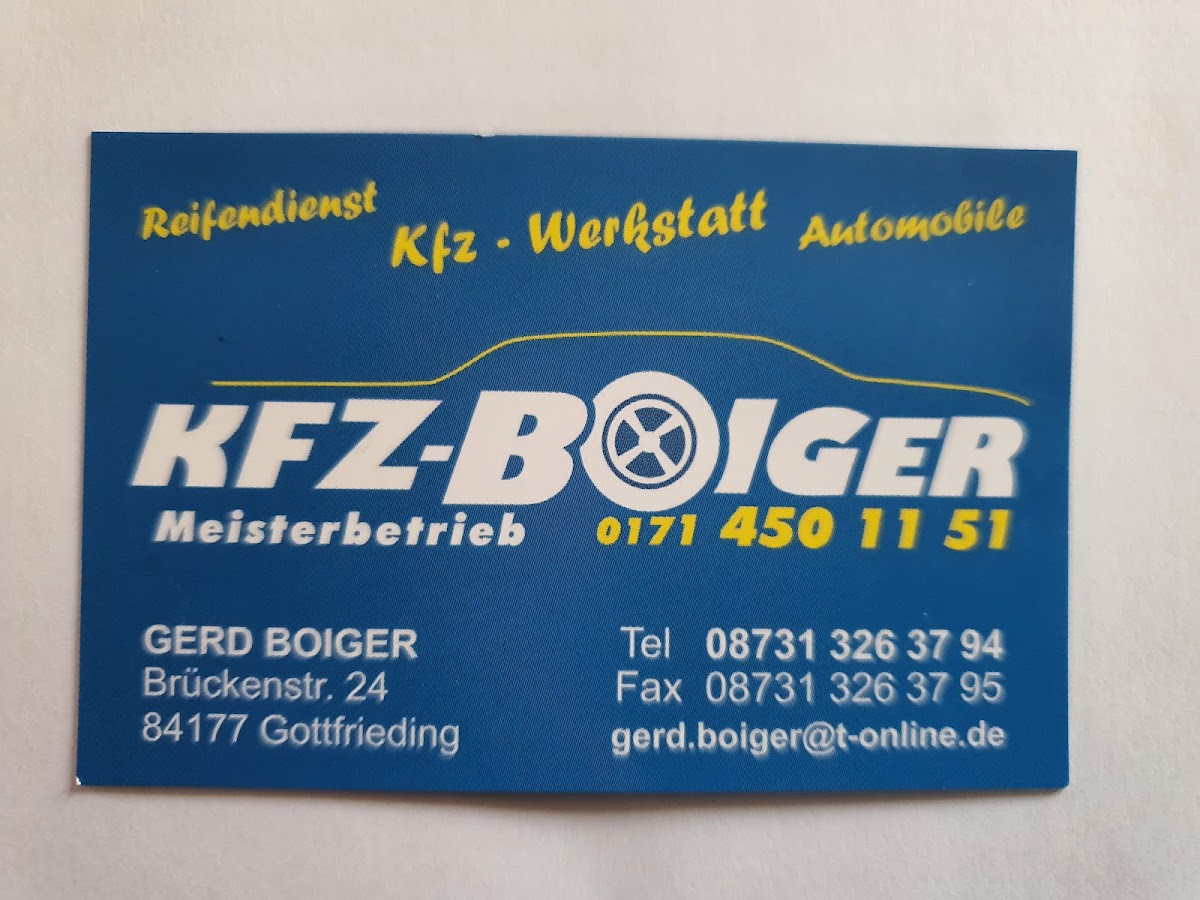 Reifendienst Kfz - Werkstatt Automobile
KFZ-BOIGER
Meisterbetrieb 0171 450 11 51
GERD BOIGER
Brückenstr. 24
84177 Gottfrieding
Tel 08731 326 37 94
Fax 08731 326 37 95
gerd.boiger@t-online.de